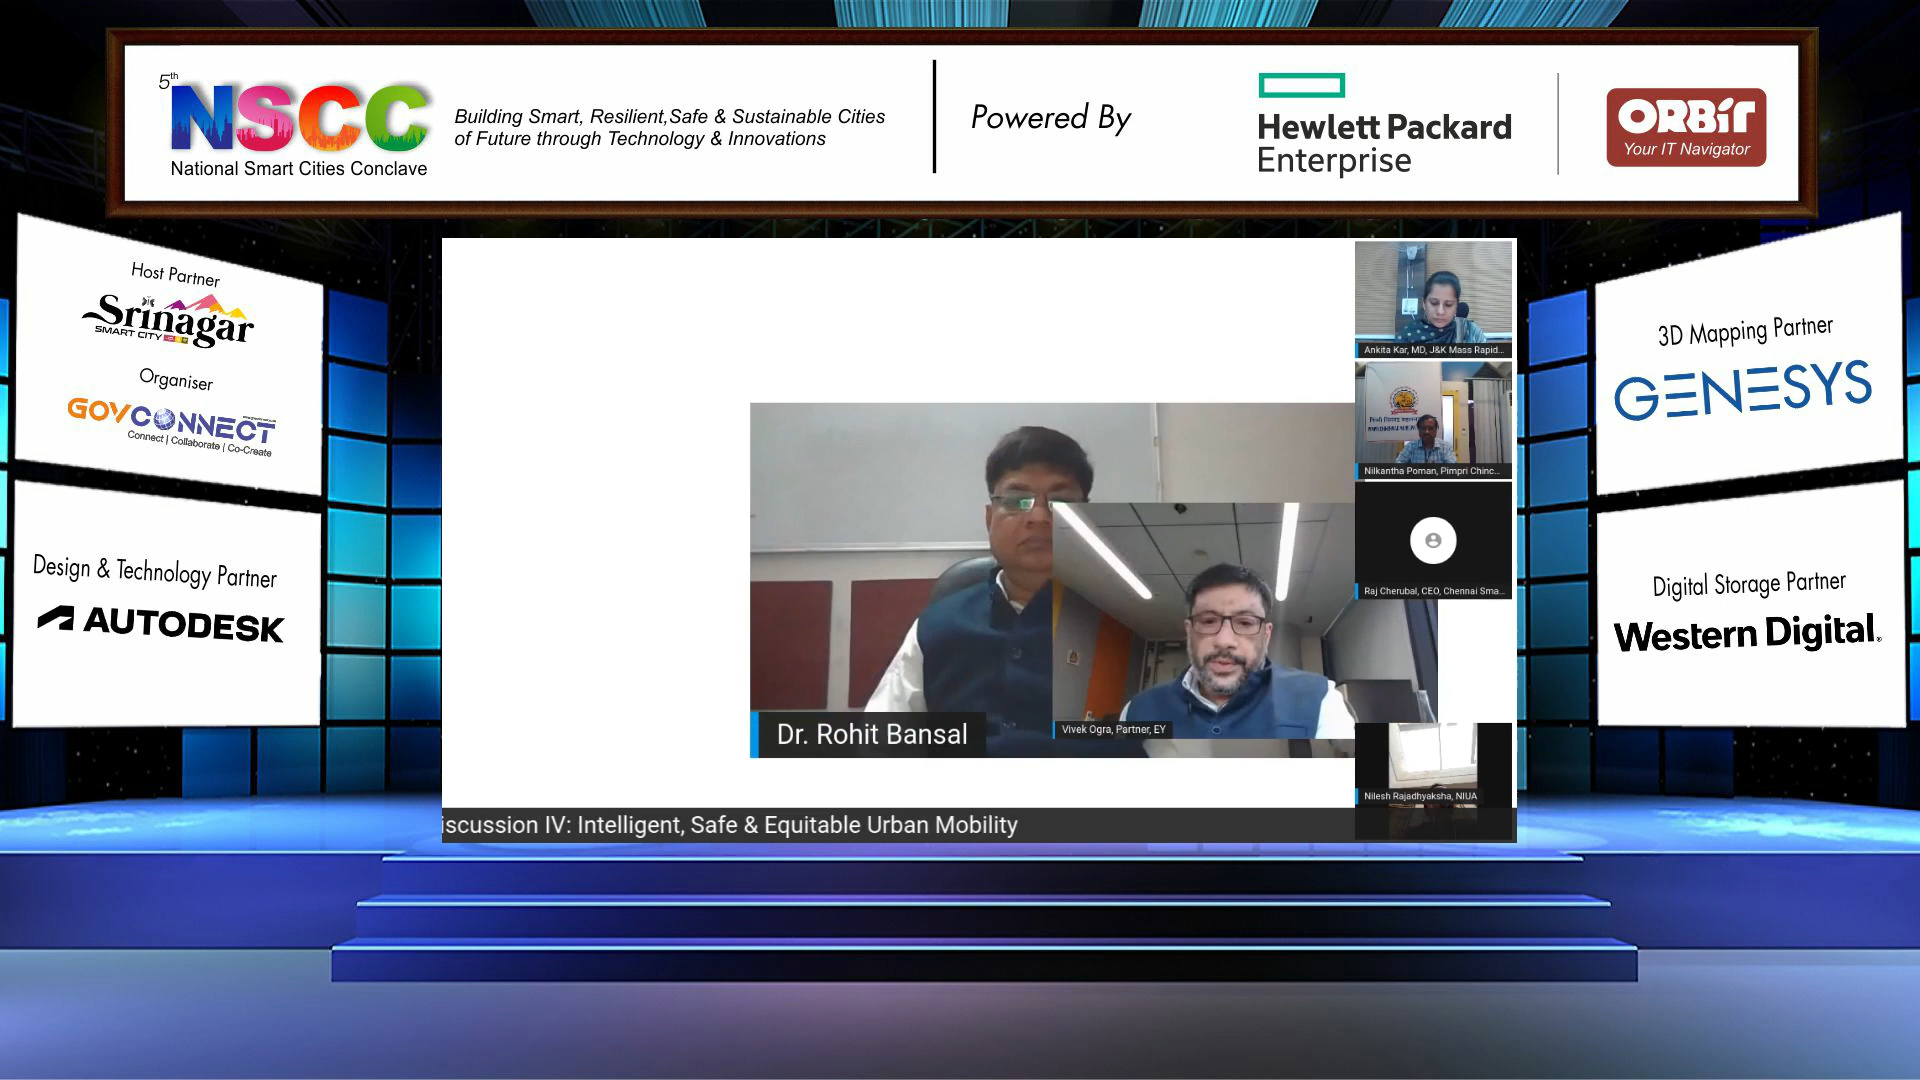 5th
NSCC
National Smart Cities Conclave
Building Smart, Resilient,Safe & Sustainable Cities
of Future through Technology & Innovations
Powered By
Hewlett Packard
Enterprise
ORBIT
Your IT Navigator
Host Partner
Srinagar
SMART CITY
Organiser
GOVCONNECT
Connect | Collaborate | Co-Create
Design & Technology Partner
AUTODESK
Ankita Kar, MD, J&K Mass Rapid...
Nilkantha Poman, Pimpri Chinc...
Raj Cherubal, CEO, Chennai Sma...
Dr. Rohit Bansal
Vivek Ogra, Partner, EY
Nilesh Rajadhyaksha, NIUA
iscussion IV: Intelligent, Safe & Equitable Urban Mobility
3D Mapping Partner
GENESYS
Digital Storage Partner
Western Digital.